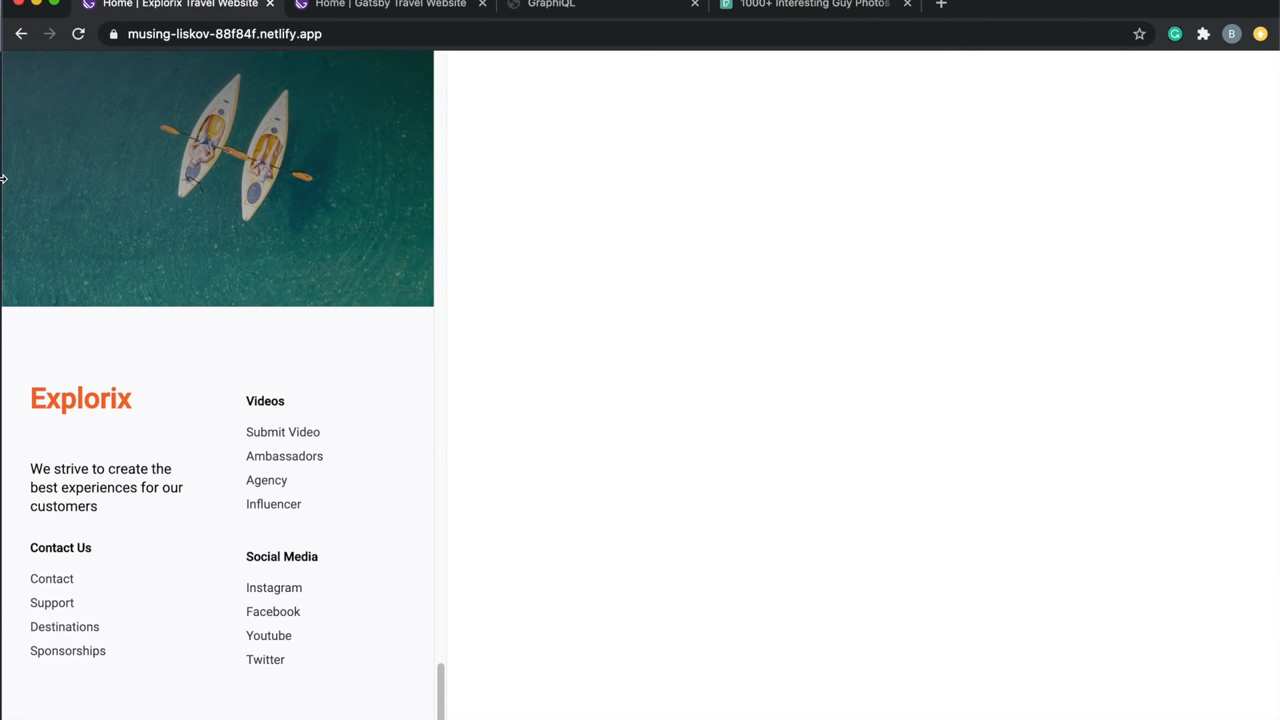 Home | Explorix Travel Website
Home | Gatsby Travel Website
GraphiQL
1000+ Interesting Guy Photos
musing-liskov-88f84f.netlify.app
B
Explorix
We strive to create the
best experiences for our
customers
Contact Us
Contact
Support
Destinations
Sponsorships
Videos
Submit Video
Ambassadors
Agency
Influencer
Social Media
Instagram
Facebook
Youtube
Twitter